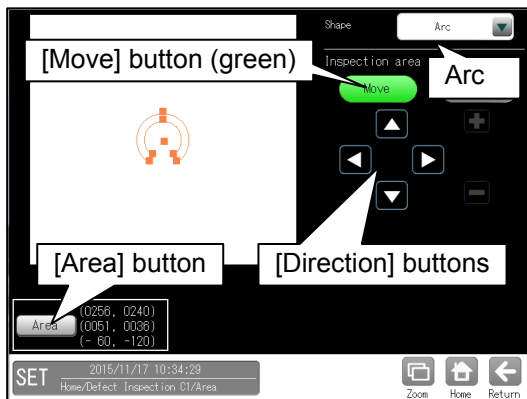 Shape
Arc
[Move] button (green)
Inspection area
Arc
Move
[Area] button
[Direction] buttons
(0256, 0240)
Area
(0051, 0036)
(- 60, -120)
SET
2015/11/17 10:34:29
Home/Defect Inspection C1/Area
Zoom
Home
Return